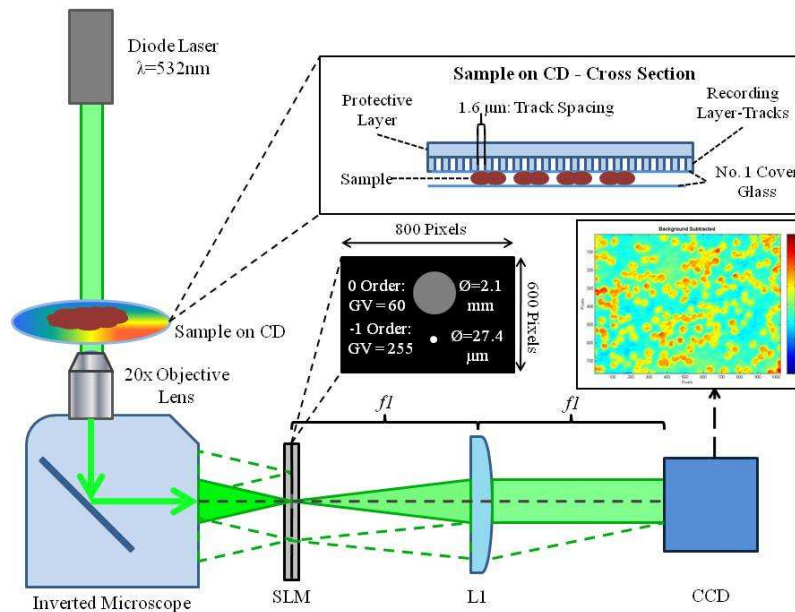 Diode Laser
λ=532nm
Sample on CD - Cross Section
Protective
Layer
1.6 μm: Track Spacing
Recording
Layer-Tracks
Sample
No. 1 Cover
Glass
800 Pixels
600 Pixels
0 Order:
GV = 60
Ø=2.1
mm
-1 Order:
GV = 255
Ø=27.4
μm
Background Subtracted
Pixels
Pixels
Sample on CD
20x Objective
Lens
f1
f1
Inverted Microscope
SLM
L1
CCD